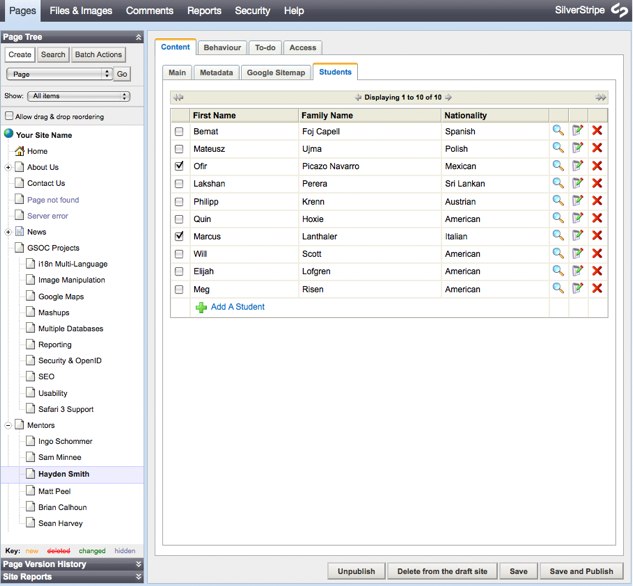 Pages Files & Images Comments Reports Security Help SilverStripe
Page Tree
Create Search Batch Actions
Page Go
Show: All items
Allow drag & drop reordering
Your Site Name
Home
About Us
Contact Us
Page not found
Server error
News
GSOC Projects
i18n Multi-Language
Image Manipulation
Google Maps
Mashups
Multiple Databases
Reporting
Security & OpenID
SEO
Usability
Safari 3 Support
Mentors
Ingo Schommer
Sam Minnee
Hayden Smith
Matt Peel
Brian Calhoun
Sean Harvey
Key: new deleted changed hidden
Page Version History
Site Reports
Content Behaviour To-do Access
Main Metadata Google Sitemap Students
Displaying 1 to 10 of 10
First Name Family Name Nationality
Bernat Foj Capell Spanish
Mateusz Ujma Polish
Ofir Picazo Navarro Mexican
Lakshan Perera Sri Lankan
Philipp Krenn Austrian
Quin Hoxie American
Marcus Lanthaler Italian
Will Scott American
Elijah Lofgren American
Meg Risen American
Add A Student
Unpublish Delete from the draft site Save Save and Publish